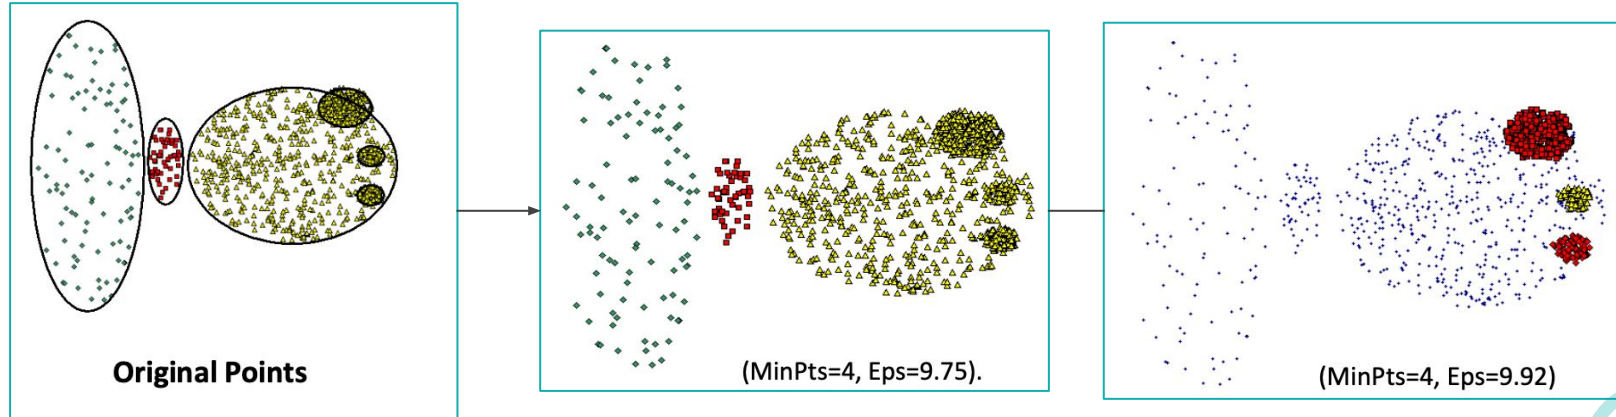 Original Points
(MinPts=4, Eps=9.75).
(MinPts=4, Eps=9.92)